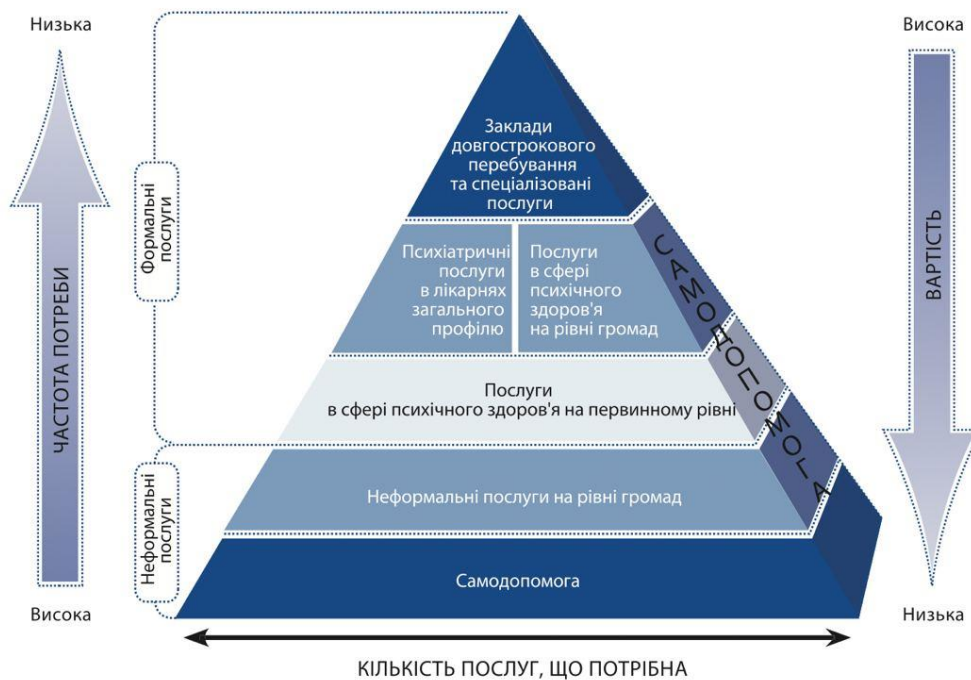 Низька
Висока
Заклади
довгострокового
перебування
та спеціалізовані
послуги
Формальні
послуги
ЧАСТОТА ПОТРЕБИ
ВАРТІСТЬ
Психіатричні
послуги
в лікарнях
загального
профілю
Послуги
в сфері
психічного
здоров'я
на рівні громад
САМОДОПОМОГА
Послуги
в сфері психічного здоров'я на первинному рівні
Неформальні
послуги
Неформальні послуги на рівні громад
Самодопомога
Висока
Низька
КІЛЬКІСТЬ ПОСЛУГ, ЩО ПОТРІБНА